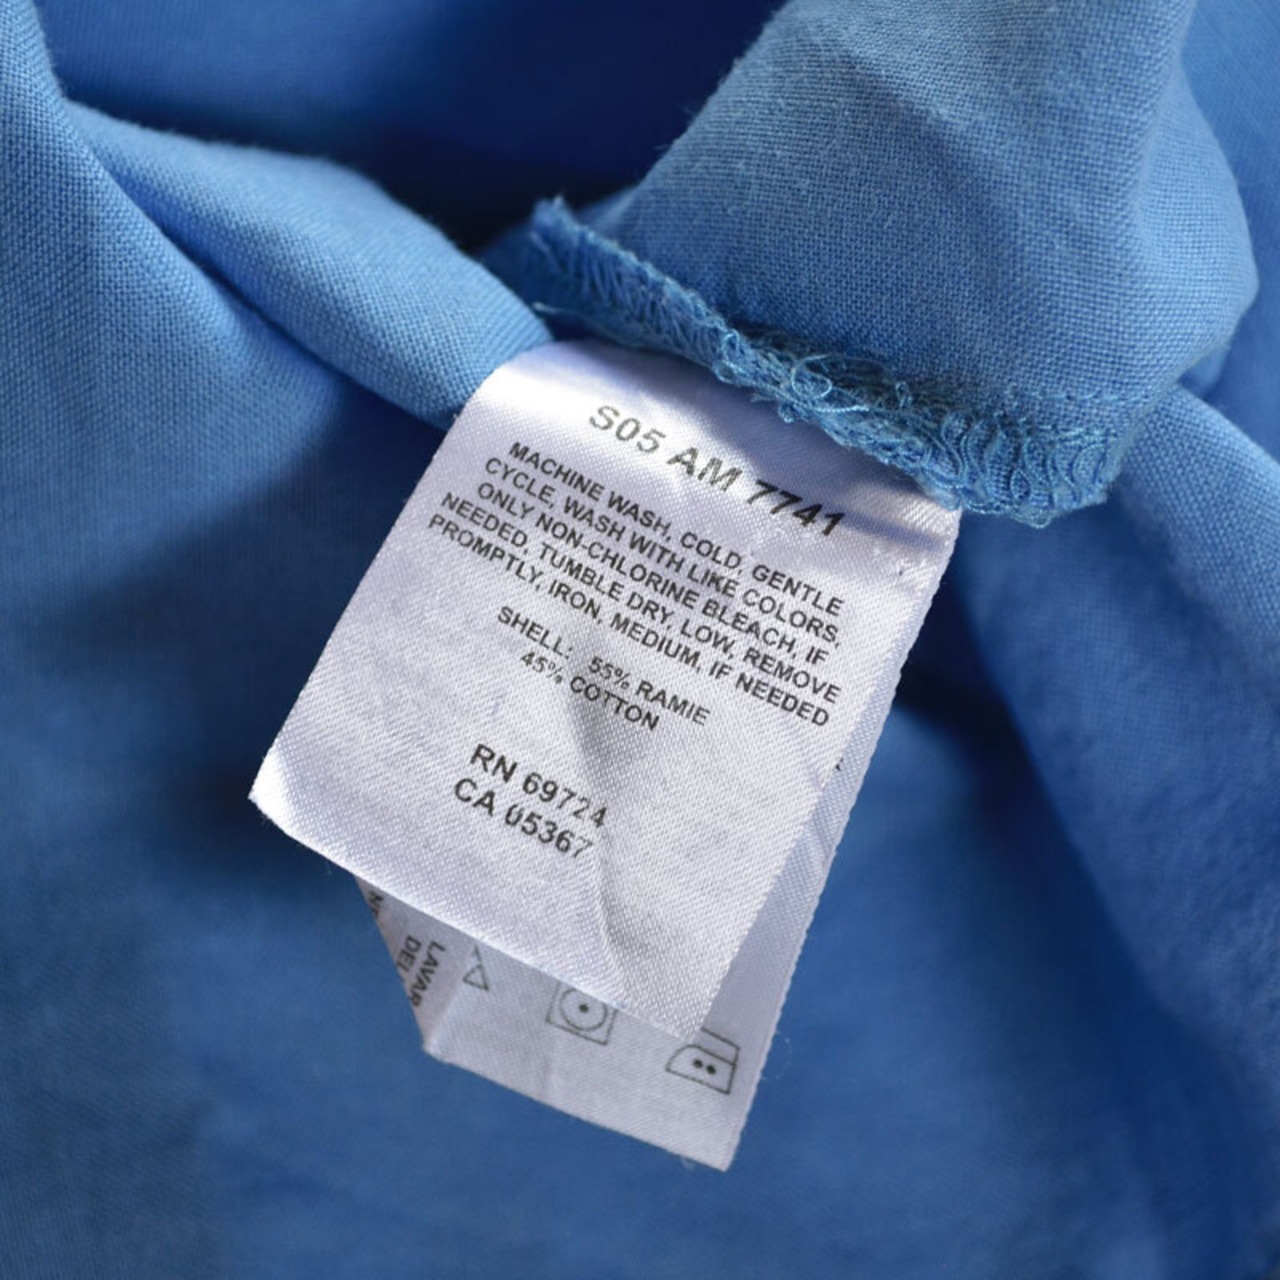 S05 AM 7741
MACHINE WASH, COLD, GENTLE
CYCLE, WASH WITH LIKE COLORS,
ONLY NON-CHLORINE BLEACH, IF
NEEDED, TUMBLE DRY, LOW, REMOVE
PROMPTLY, IRON, MEDIUM, IF NEEDED
SHELL: 55% RAMIE
45% COTTON
RN 69724
CA 05367
LAVAR